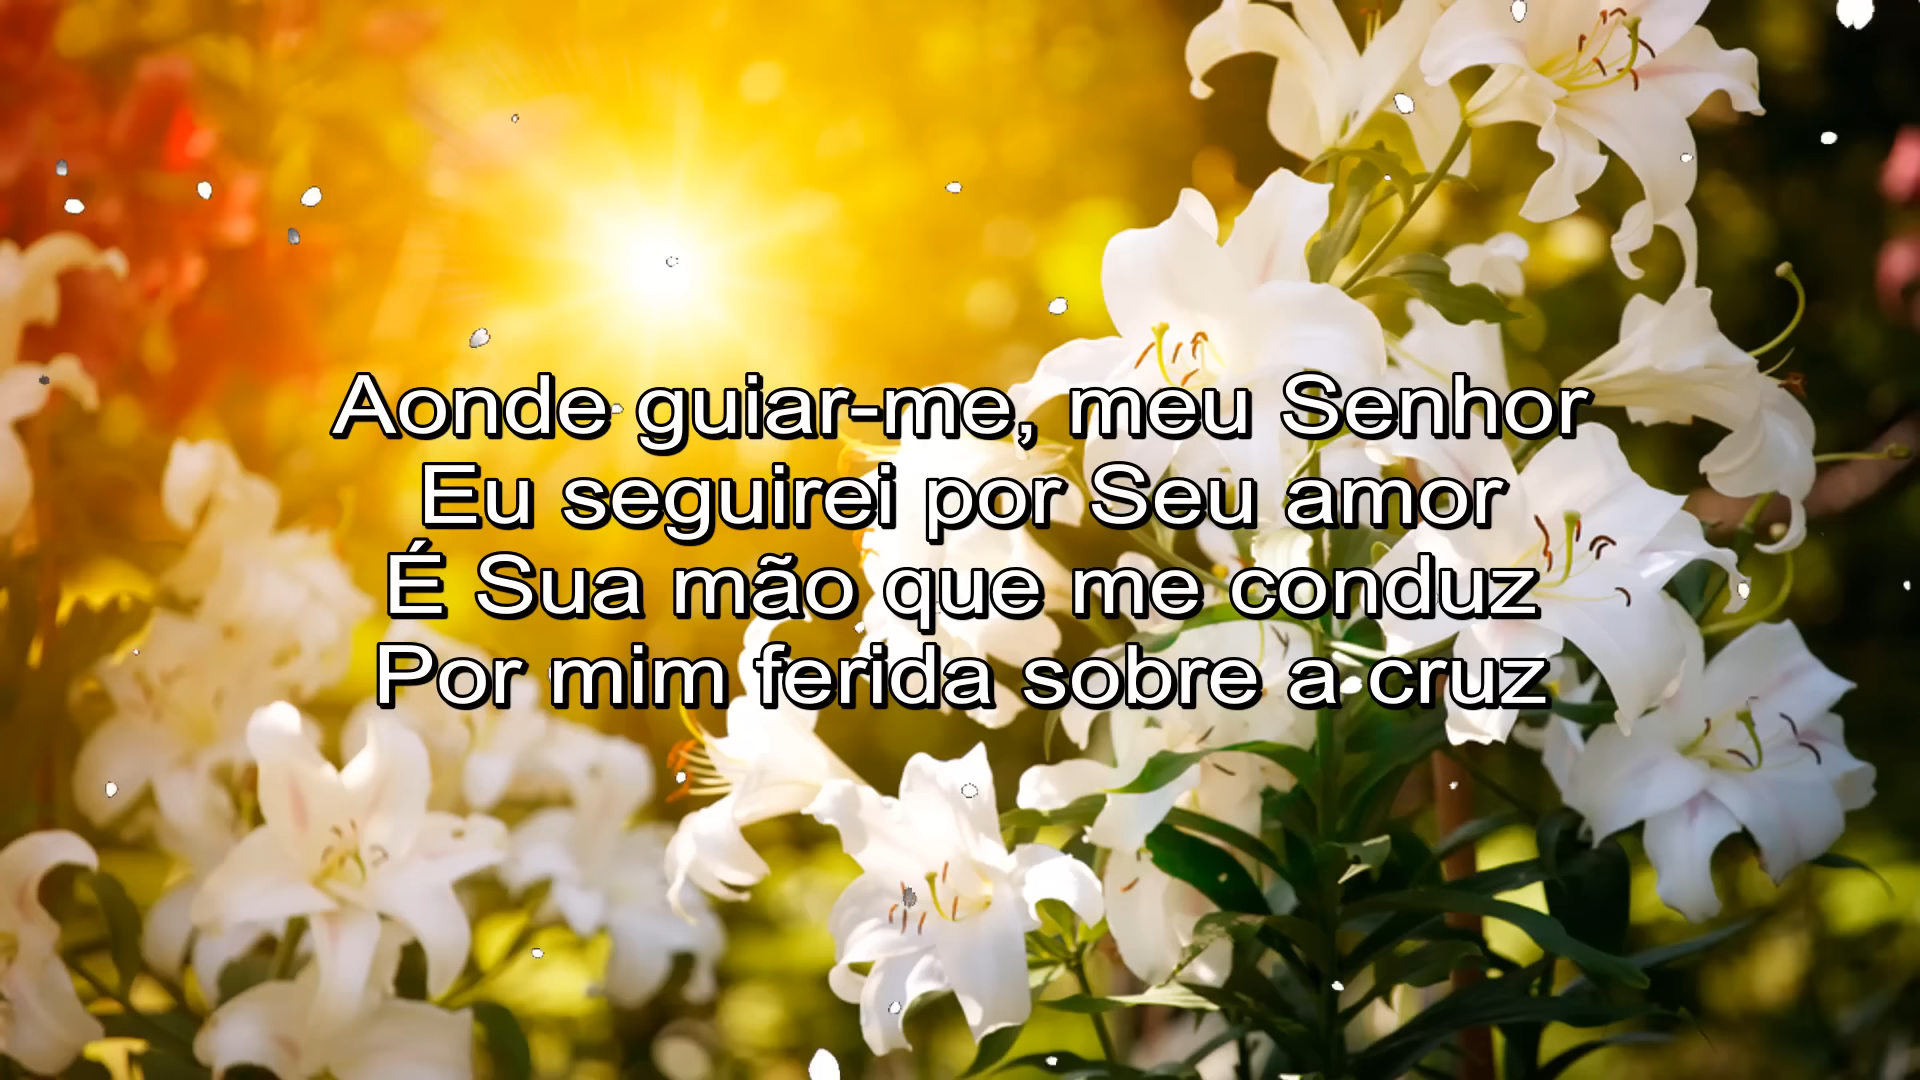 Aonde guiar-me, meu Senhor
Eu seguirei por Seu amor
É Sua mão que me conduz
Por mim ferida sobre a cruz